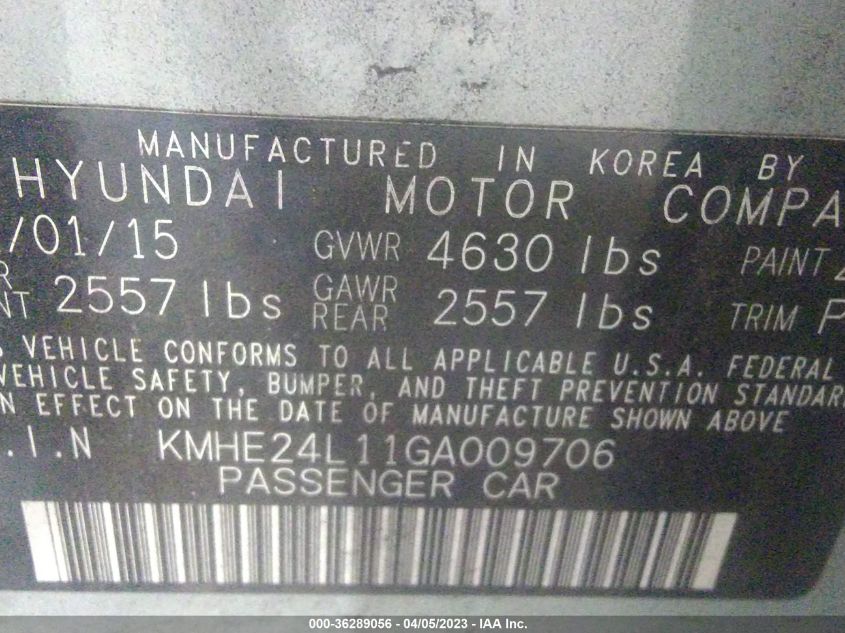 MANUFACTURED IN KOREA BY
HYUNDAI MOTOR COMPA
/01/15 GVWR 4630 lbs PAINT
NT 2557 lbs GAWR REAR 2557 lbs TRIM P
VEHICLE CONFORMS TO ALL APPLICABLE U.S.A. FEDERAL
VEHICLE SAFETY, BUMPER, AND THEFT PREVENTION STANDAR
N EFFECT ON THE DATE OF MANUFACTURE SHOWN ABOVE
.I.N KMHE24L11GA009706
PASSENGER CAR
000-36289056 - 04/05/2023 - IAA Inc.